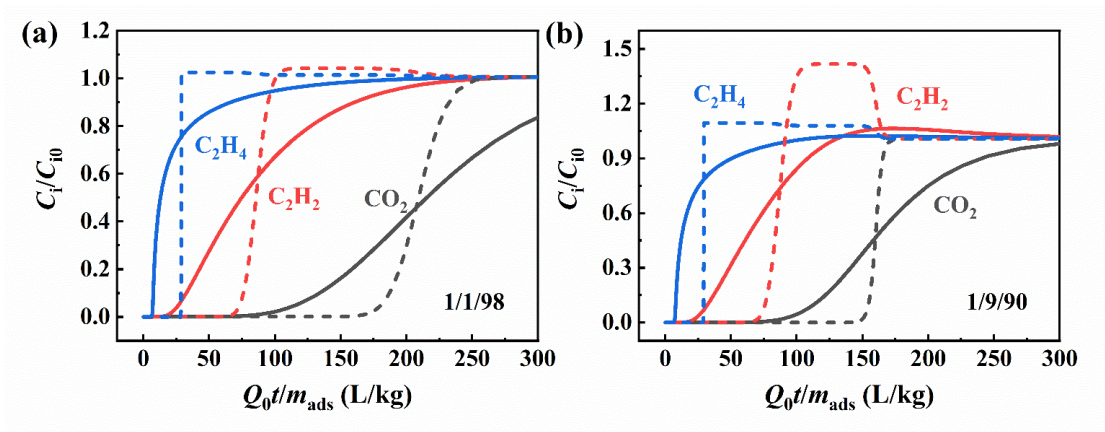 (a)
1.2
1.0
0.8
0.6
0.4
0.2
0.0
Ci/Ci0
C2H4
C2H2
CO2
1/1/98
0 50 100 150 200 250 300
Q0t/mads (L/kg)
(b)
1.5
1.2
0.9
0.6
0.3
0.0
Ci/Ci0
C2H4
C2H2
CO2
1/9/90
0 50 100 150 200 250 300
Q0t/mads (L/kg)